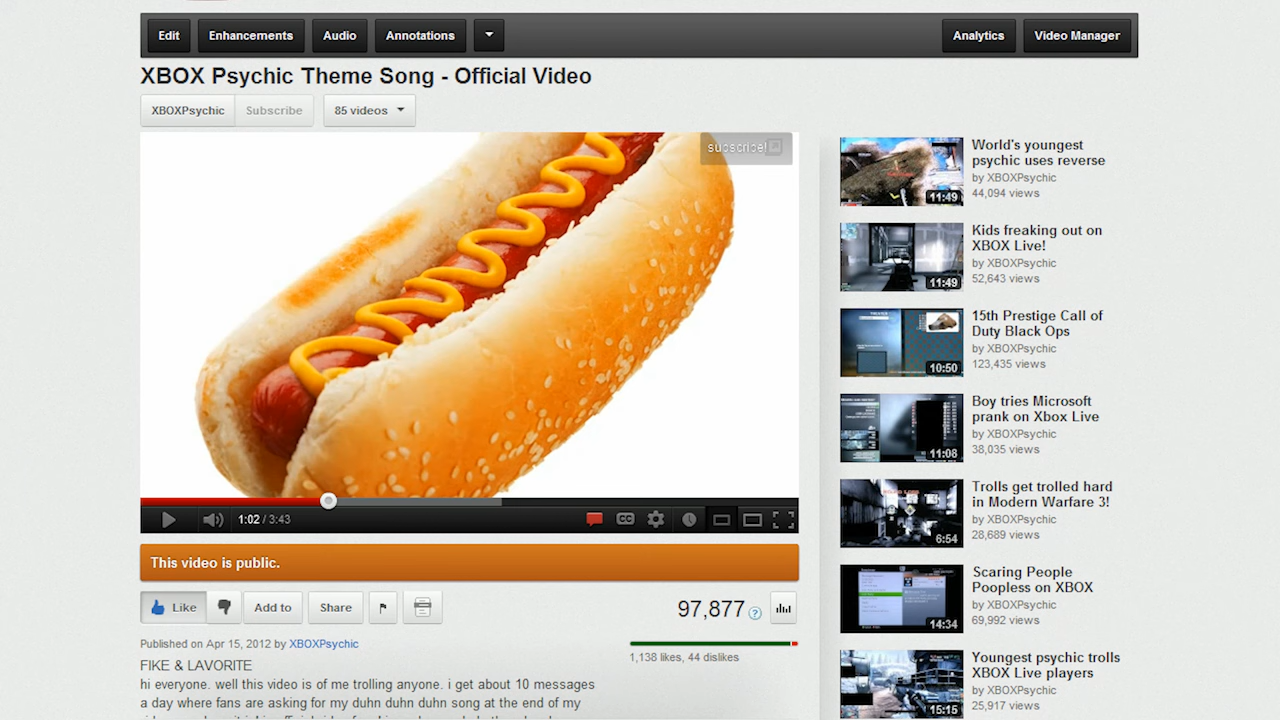 Edit
Enhancements
Audio
Annotations
Analytics
Video Manager
XBOX Psychic Theme Song - Official Video
XBOXPsychic
Subscribe
85 videos
subscribe!
1:02 / 3:43
CC
This video is public.
Like
Add to
Share
97,877
?
Published on Apr 15, 2012 by XBOXPsychic
1,138 likes, 44 dislikes
FIKE & LAVORITE
hi everyone. video is of me trolling anyone. i get about 10 messages
a day asking for my duhn duhn duhn song at the end of my
World's youngest
psychic uses reverse
by XBOXPsychic
44,094 views
11:49
Kids freaking out on
XBOX Live!
by XBOXPsychic
52,643 views
11:49
15th Prestige Call of
Duty Black Ops
by XBOXPsychic
123,435 views
10:50
Boy tries Microsoft
prank on Xbox Live
by XBOXPsychic
38,035 views
11:08
Trolls get trolled hard
in Modern Warfare 3!
by XBOXPsychic
28,689 views
6:54
Scaring People
Poopless on XBOX
by XBOXPsychic
69,992 views
14:34
Youngest psychic trolls
XBOX Live players
by XBOXPsychic
25,917 views
15:15